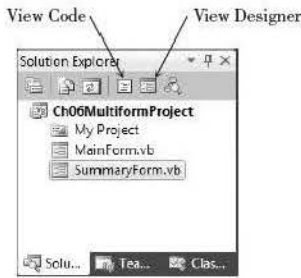 View Code View Designer
Solution Explorer
Ch06MultiformProject
My Project
MainForm.vb
SummaryForm.vb
Solu... Tea... Clas...